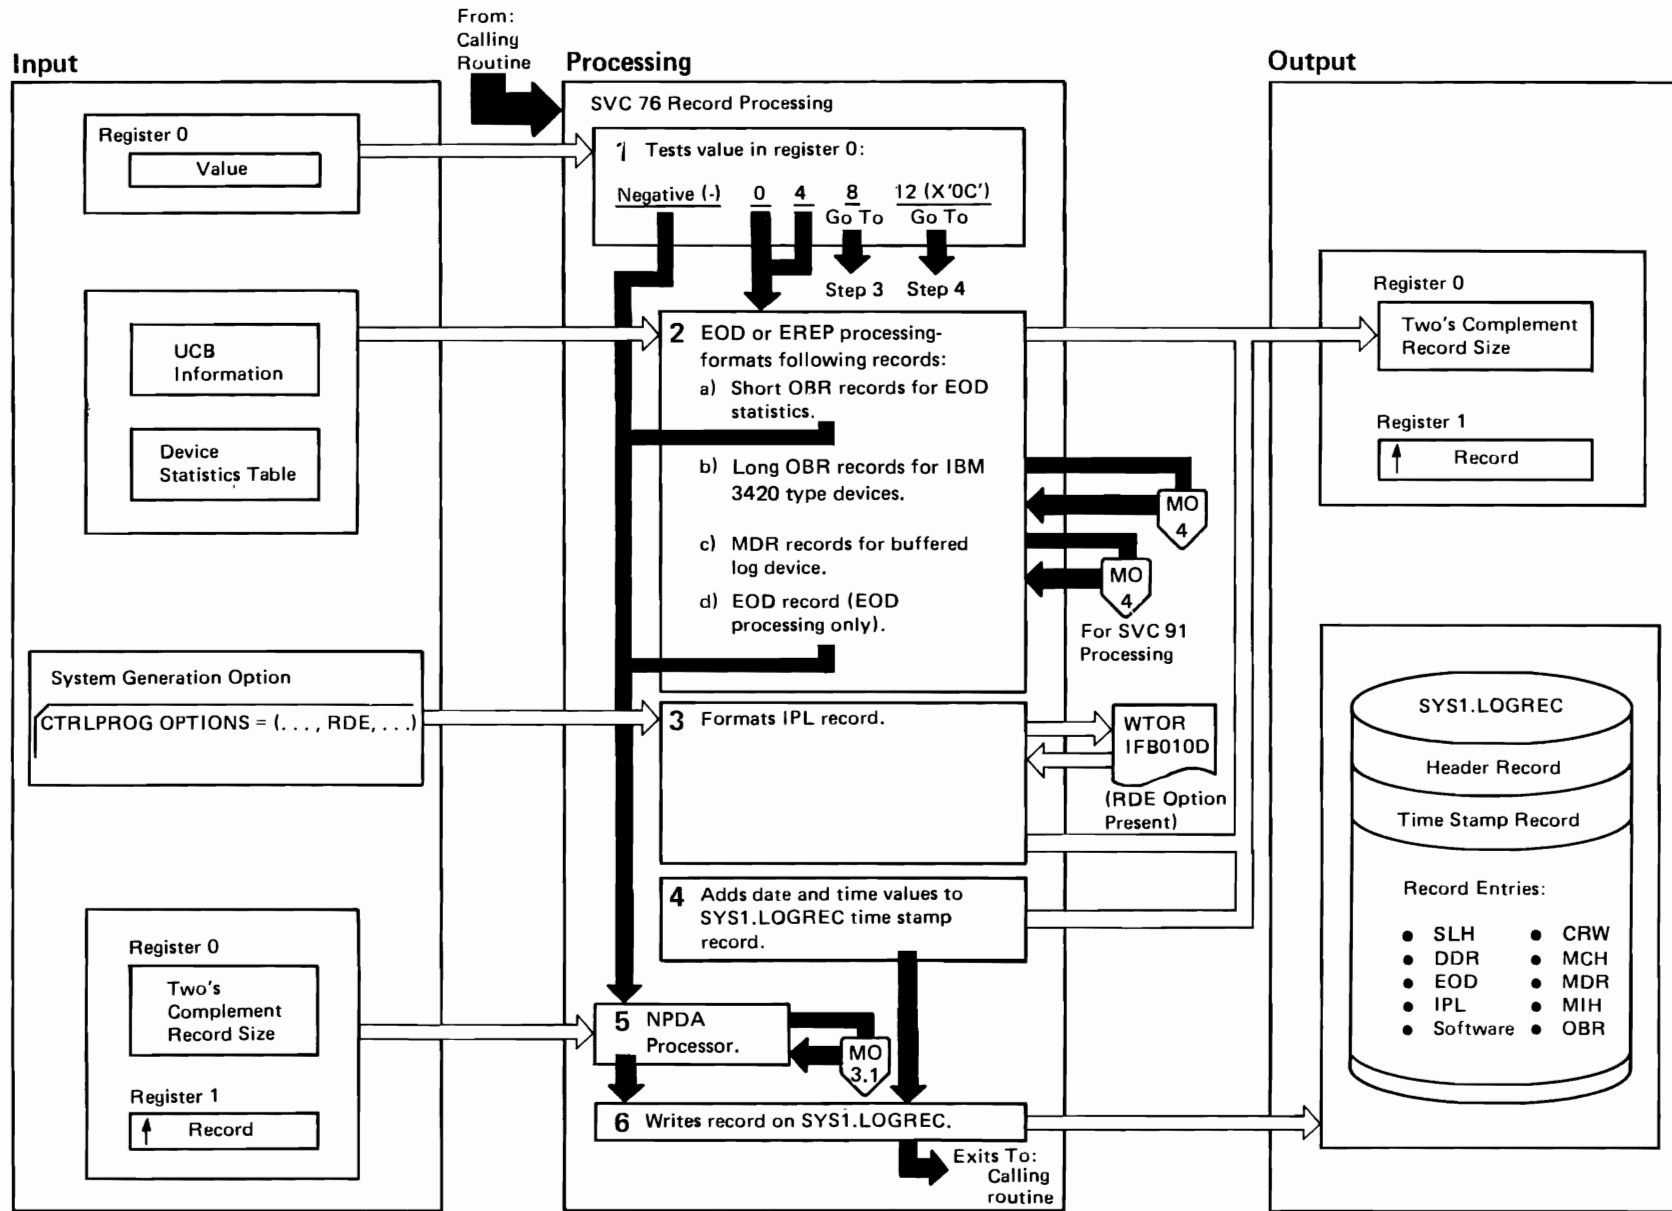 From:
Calling
Routine
Input
Processing
Output
Register 0
Value
SVC 76 Record Processing
1 Tests value in register 0:
Negative (-) 0 4 8 12 (X'0C')
Go To Go To
Step 3 Step 4
UCB
Information
Device
Statistics Table
2 EOD or EREP processing-
formats following records:
a) Short OBR records for EOD
statistics.
b) Long OBR records for IBM
3420 type devices.
c) MDR records for buffered
log device.
d) EOD record (EOD
processing only).
MO
4
MO
4
For SVC 91
Processing
Register 0
Two's Complement
Record Size
Register 1
Record
System Generation Option
CTRLPROG OPTIONS = (. . . , RDE, . . .)
3 Formats IPL record.
WTOR
IFB010D
(RDE Option
Present)
4 Adds date and time values to
SYS1.LOGREC time stamp
record.
Register 0
Two's
Complement
Record Size
Register 1
Record
5 NPDA
Processor.
MO
3.1
6 Writes record on SYS1.LOGREC.
Exits To:
Calling
routine
SYS1.LOGREC
Header Record
Time Stamp Record
Record Entries:
● SLH ● CRW
● DDR ● MCH
● EOD ● MDR
● IPL ● MIH
● Software ● OBR